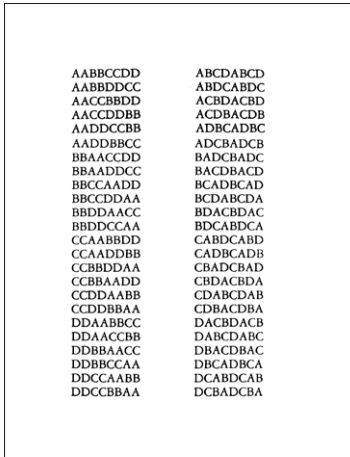 AABBCCDD ABCDABCD
AABBDDCC ABDCABDC
AACCBBDD ACBDACBD
AACCDDBB ACDBACDB
AADDCCBB ADBCADBC
AADDBBCC ADCBADCB
BBAACCDD BADCBADC
BBAADDCC BACDBACD
BBCCAADD BCADBCAD
BBCCDDAA BCDABCDA
BBDDAACC BDACBDAC
BBDDCCAA BDCABDCA
CCAABBDD CABDCABD
CCAADDBB CADBCADB
CCBBDDAA CBADCBAD
CCBBAADD CBDACBDA
CCDDAABB CDABCDAB
CCDDBBAA CDBACDBA
DDAABBCC DACBDACB
DDAACCBB DABCDABC
DDBBAACC DBACDBAC
DDBBCCAA DBCADBCA
DDCCAABB DCABDCAB
DDCCBBAA DCBADCBA